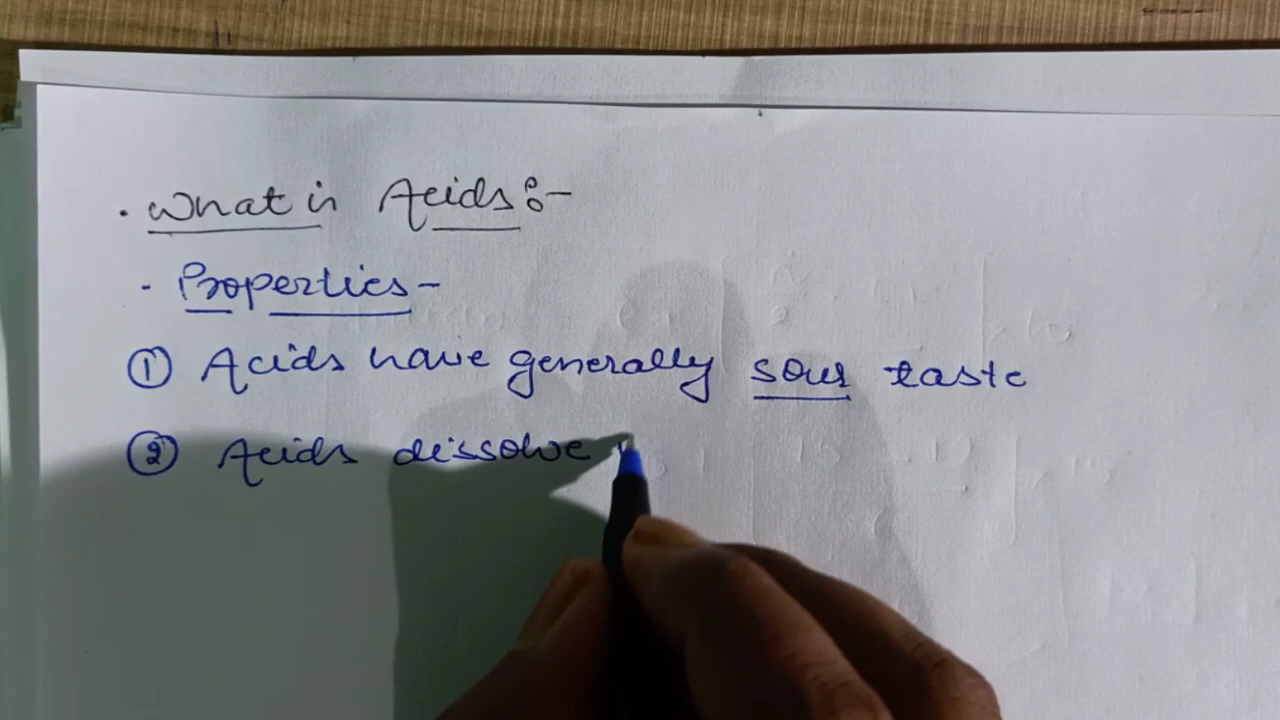 . What is Acids :-
. Properties -
① Acids have generally sour taste
② Acids dissolve